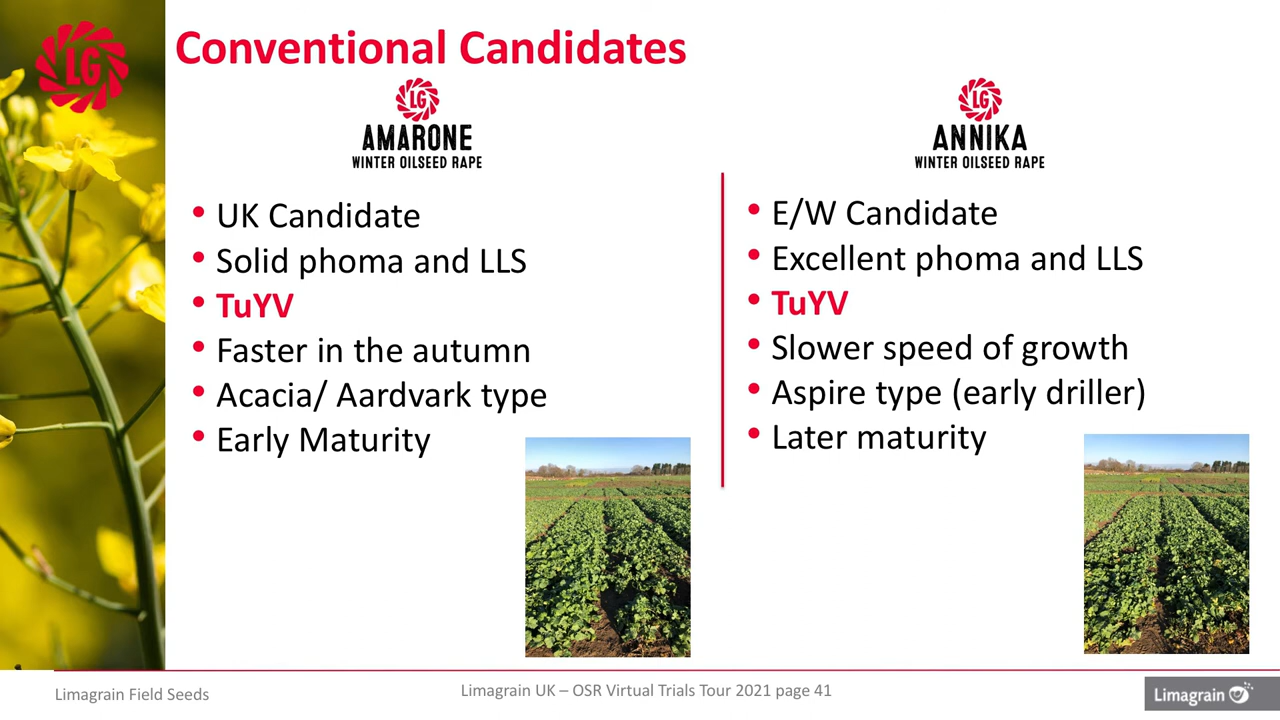 LG
Conventional Candidates
LG
AMARONE
WINTER OILSEED RAPE
• UK Candidate
• Solid phoma and LLS
• TuYV
• Faster in the autumn
• Acacia/ Aardvark type
• Early Maturity
LG
ANNIKA
WINTER OILSEED RAPE
• E/W Candidate
• Excellent phoma and LLS
• TuYV
• Slower speed of growth
• Aspire type (early driller)
• Later maturity
Limagrain Field Seeds
Limagrain UK – OSR Virtual Trials Tour 2021 page 41
Limagrain